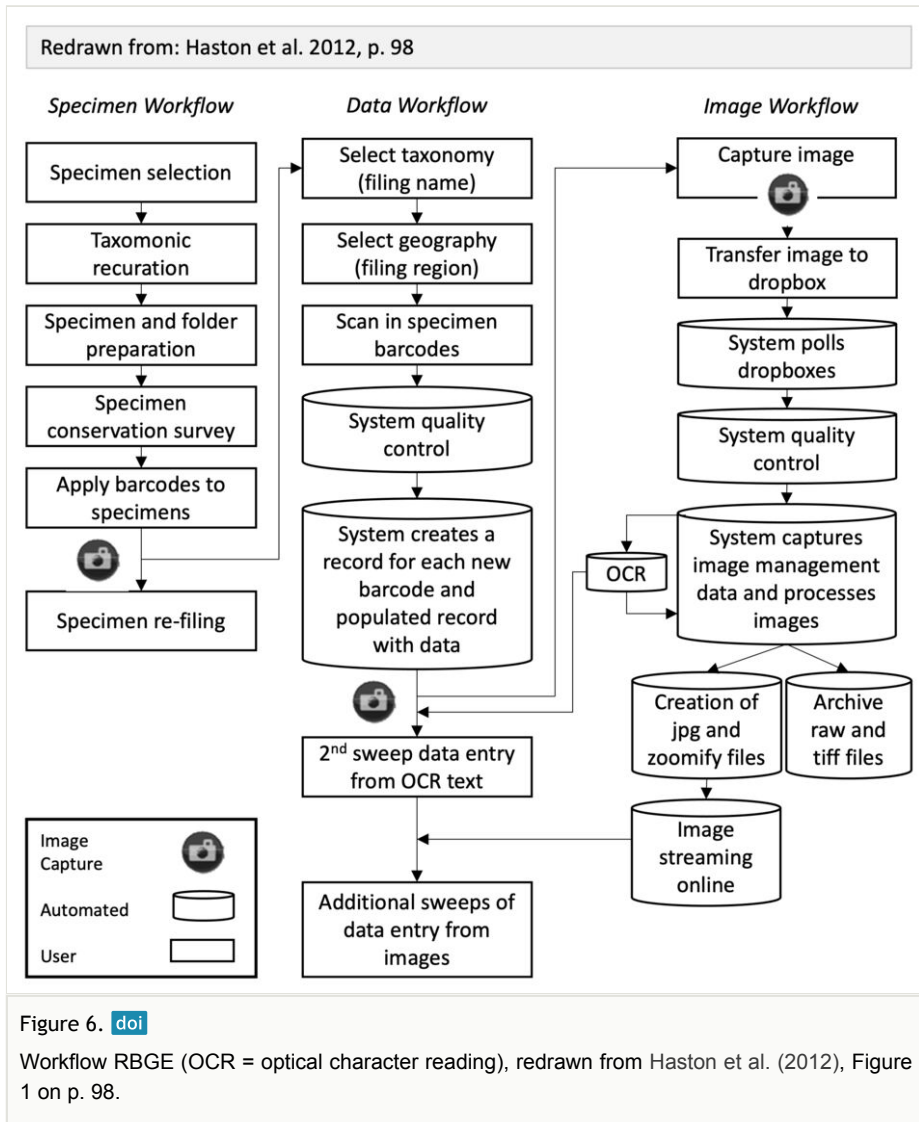 Redrawn from: Haston et al. 2012, p. 98
Specimen Workflow
Specimen selection
Taxomonic
recuration
Specimen and folder
preparation
Specimen
conservation survey
Apply barcodes to
specimens
Specimen re-filing
Data Workflow
Select taxonomy
(filing name)
Select geography
(filing region)
Scan in specimen
barcodes
System quality
control
System creates a
record for each new
barcode and
populated record
with data
2nd sweep data entry
from OCR text
Additional sweeps of
data entry from
images
Image Workflow
Capture image
Transfer image to
dropbox
System polls
dropboxes
System quality
control
System captures
image management
data and processes
images
OCR
Creation of
jpg and
zoomify files
Archive
raw and
tiff files
Image
streaming
online
Image
Capture
Automated
User
Figure 6. doi
Workflow RBGE (OCR = optical character reading), redrawn from Haston et al. (2012), Figure
1 on p. 98.